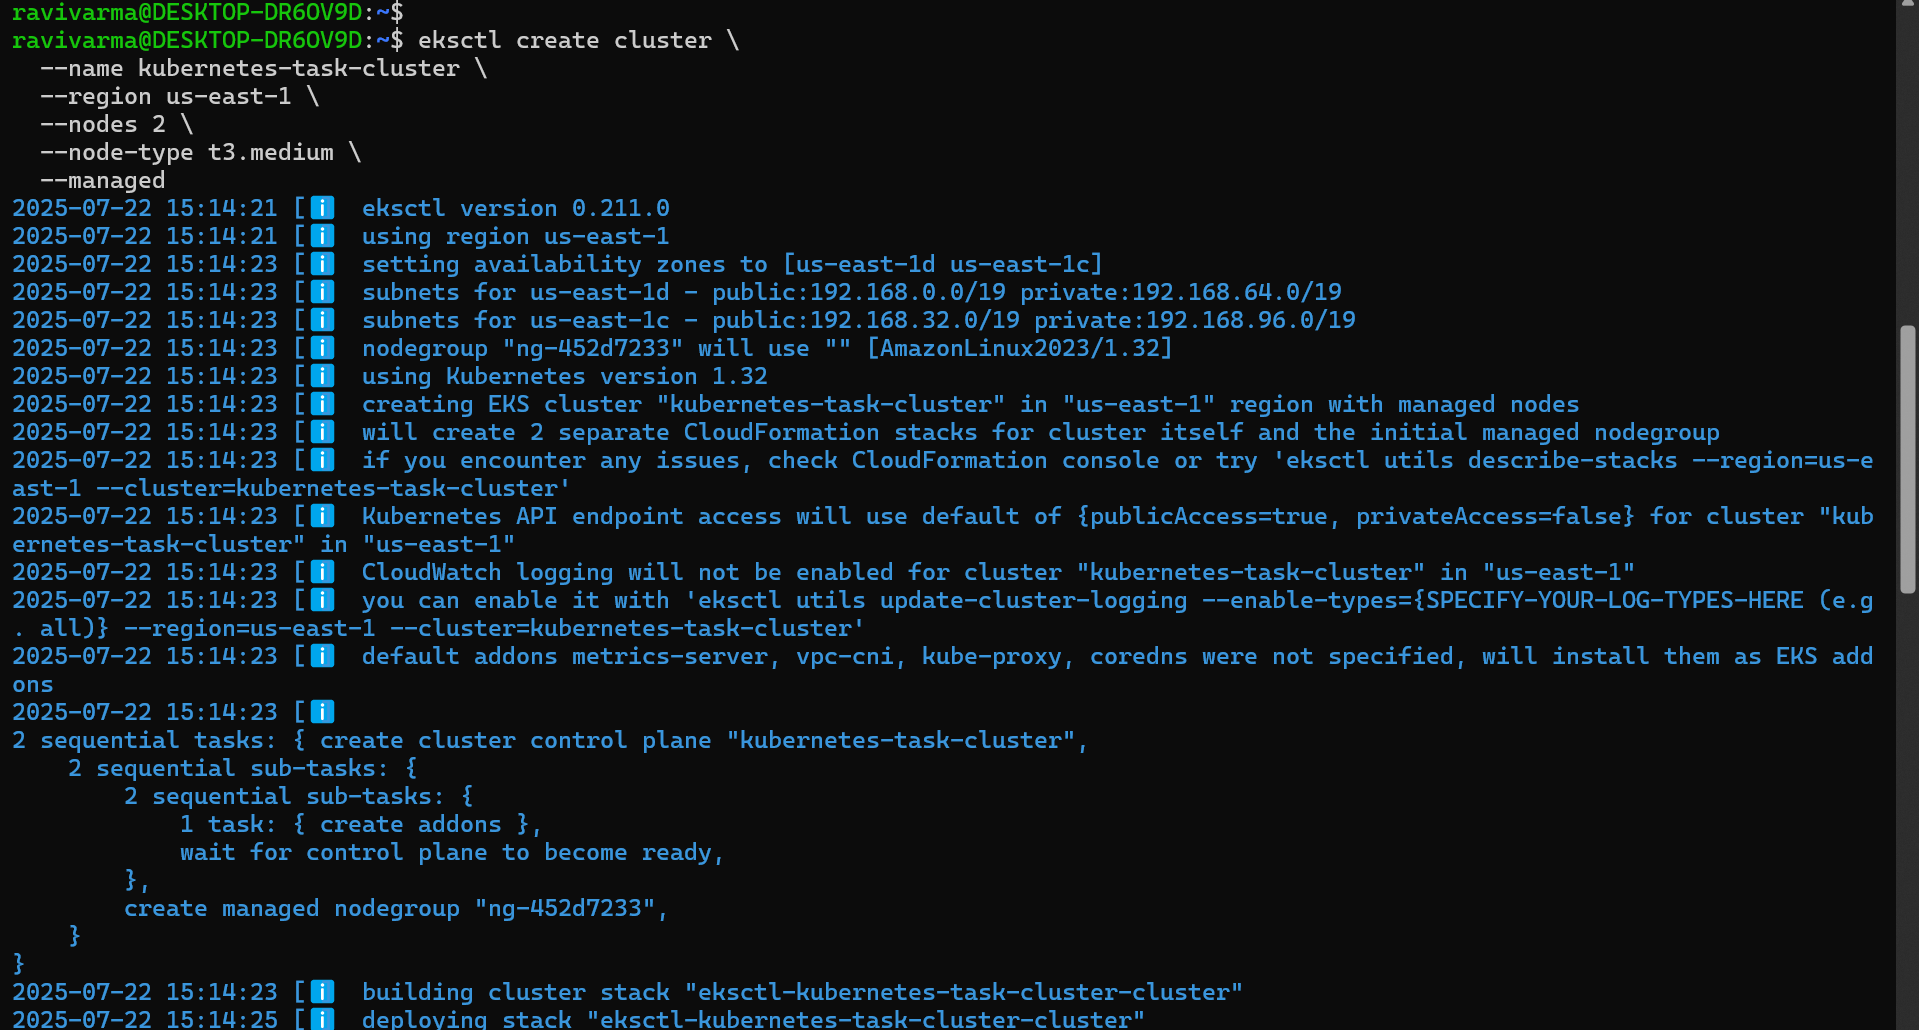 ravivarma@DESKTOP-DR6OV9D:~$
ravivarma@DESKTOP-DR6OV9D:~$ eksctl create cluster \
  --name kubernetes-task-cluster \
  --region us-east-1 \
  --nodes 2 \
  --node-type t3.medium \
  --managed
2025-07-22 15:14:21 [ℹ  eksctl version 0.211.0
2025-07-22 15:14:21 [ℹ  using region us-east-1
2025-07-22 15:14:23 [ℹ  setting availability zones to [us-east-1d us-east-1c]
2025-07-22 15:14:23 [ℹ  subnets for us-east-1d - public:192.168.0.0/19 private:192.168.64.0/19
2025-07-22 15:14:23 [ℹ  subnets for us-east-1c - public:192.168.32.0/19 private:192.168.96.0/19
2025-07-22 15:14:23 [ℹ  nodegroup "ng-452d7233" will use "" [AmazonLinux2023/1.32]
2025-07-22 15:14:23 [ℹ  using Kubernetes version 1.32
2025-07-22 15:14:23 [ℹ  creating EKS cluster "kubernetes-task-cluster" in "us-east-1" region with managed nodes
2025-07-22 15:14:23 [ℹ  will create 2 separate CloudFormation stacks for cluster itself and the initial managed nodegroup
2025-07-22 15:14:23 [ℹ  if you encounter any issues, check CloudFormation console or try 'eksctl utils describe-stacks --region=us-e
ast-1 --cluster=kubernetes-task-cluster'
2025-07-22 15:14:23 [ℹ  Kubernetes API endpoint access will use default of {publicAccess=true, privateAccess=false} for cluster "kub
ernetes-task-cluster" in "us-east-1"
2025-07-22 15:14:23 [ℹ  CloudWatch logging will not be enabled for cluster "kubernetes-task-cluster" in "us-east-1"
2025-07-22 15:14:23 [ℹ  you can enable it with 'eksctl utils update-cluster-logging --enable-types={SPECIFY-YOUR-LOG-TYPES-HERE (e.g
. all)} --region=us-east-1 --cluster=kubernetes-task-cluster'
2025-07-22 15:14:23 [ℹ  default addons metrics-server, vpc-cni, kube-proxy, coredns were not specified, will install them as EKS add
ons
2025-07-22 15:14:23 [ℹ
2 sequential tasks: { create cluster control plane "kubernetes-task-cluster",
    2 sequential sub-tasks: {
        2 sequential sub-tasks: {
            1 task: { create addons },
            wait for control plane to become ready,
        },
        create managed nodegroup "ng-452d7233",
    }
}
2025-07-22 15:14:23 [ℹ  building cluster stack "eksctl-kubernetes-task-cluster-cluster"
2025-07-22 15:14:25 [ℹ  deploying stack "eksctl-kubernetes-task-cluster-cluster"